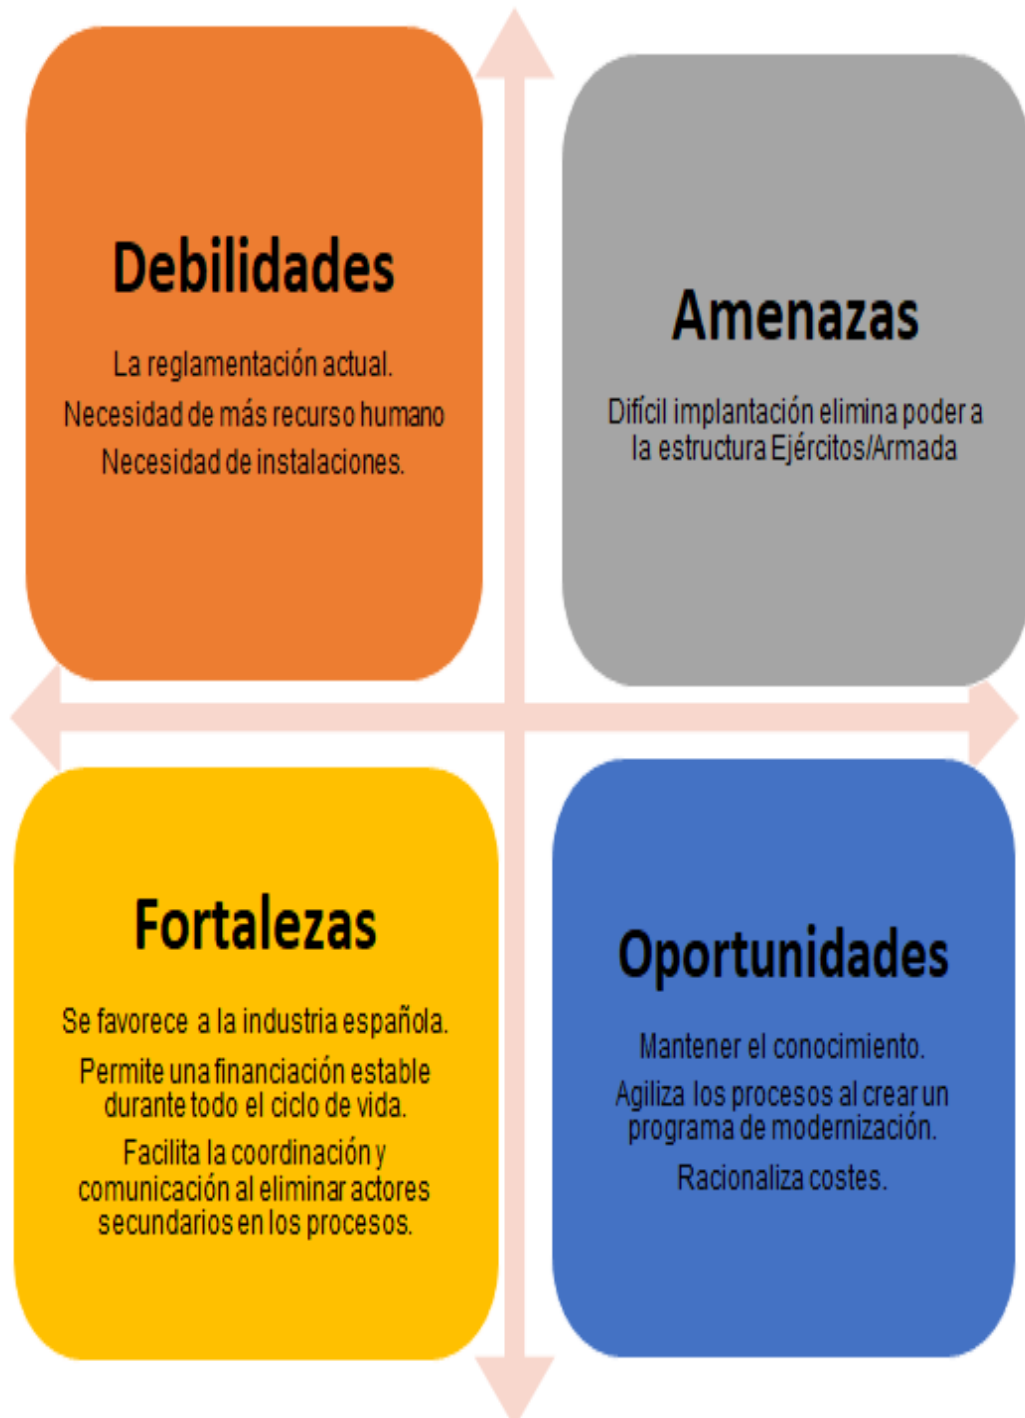 Debilidades
La reglamentación actual.
Necesidad de más recurso humano
Necesidad de instalaciones.
Amenazas
Difícil implantación elimina poder a
la estructura Ejércitos/Armada
Fortalezas
Se favorece a la industria española.
Permite una financiación estable
durante todo el ciclo de vida.
Facilita la coordinación y
comunicación al eliminar actores
secundarios en los procesos.
Oportunidades
Mantener el conocimiento.
Agiliza los procesos al crear un
programa de modernización.
Racionaliza costes.